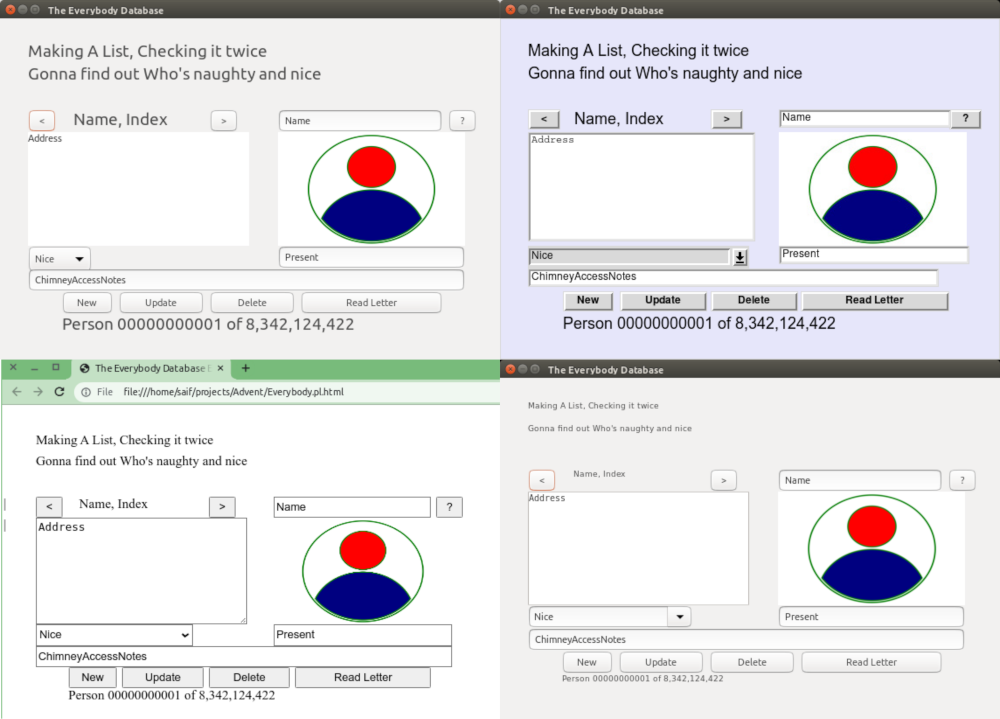 The Everybody Database
Making A List, Checking it twice
Gonna find out Who's naughty and nice
< Name, Index > Name ?
Address
Nice Present
ChimneyAccessNotes
New Update Delete Read Letter
Person 00000000001 of 8,342,124,422
The Everybody Database
Making A List, Checking it twice
Gonna find out Who's naughty and nice
< Name, Index > Name ?
Address
Nice Present
ChimneyAccessNotes
New Update Delete Read Letter
Person 00000000001 of 8,342,124,422
The Everybody Database
File file:///home/saif/projects/Advent/Everybody.pl.html
Making A List, Checking it twice
Gonna find out Who's naughty and nice
< Name, Index > Name ?
Address
Nice Present
ChimneyAccessNotes
New Update Delete Read Letter
Person 00000000001 of 8,342,124,422
The Everybody Database
Making A List, Checking it twice
Gonna find out Who's naughty and nice
< Name, Index > Name ?
Address
Nice Present
ChimneyAccessNotes
New Update Delete Read Letter
Person 00000000001 of 8,342,124,422